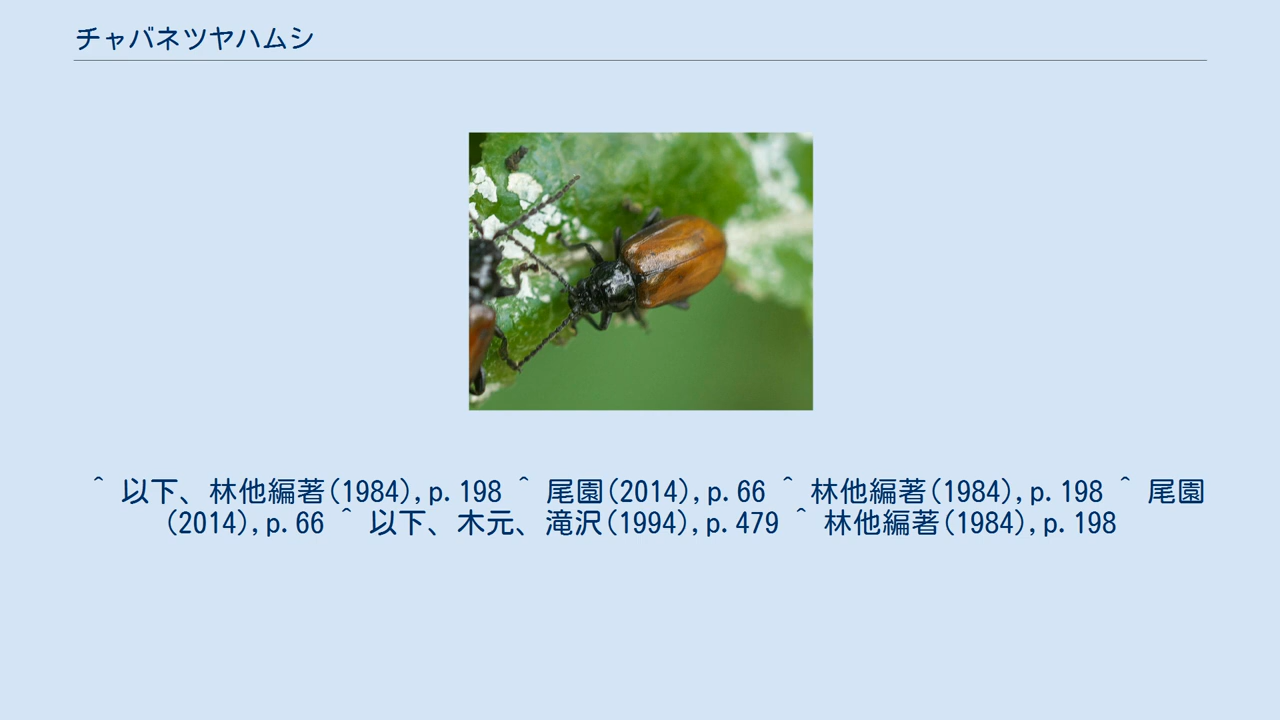 チャバネツヤハムシ
^ 以下、林他編著(1984),p.198 ^ 尾園(2014),p.66 ^ 林他編著(1984),p.198 ^ 尾園
(2014),p.66 ^ 以下、木元、滝沢(1994),p.479 ^ 林他編著(1984),p.198